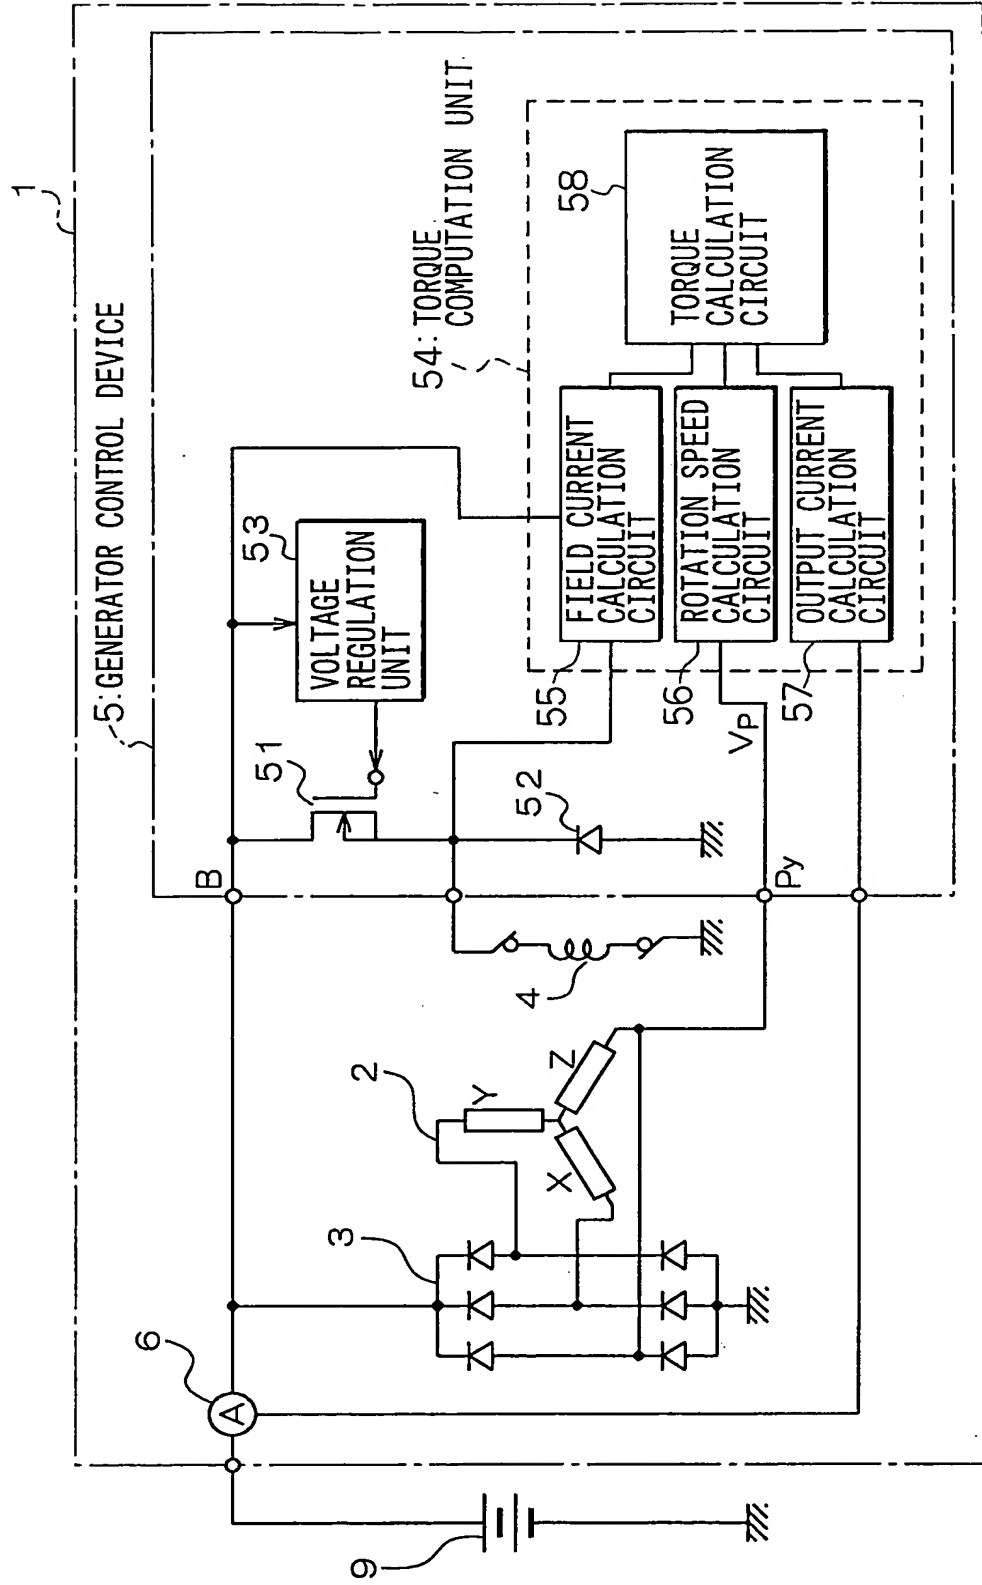 1
5:GENERATOR CONTROL DEVICE
54:TORQUE
COMPUTATION UNIT
53
VOLTAGE
REGULATION
UNIT
51
52
B
55
FIELD CURRENT
CALCULATION
CIRCUIT
56
ROTATION SPEED
CALCULATION
CIRCUIT
57
OUTPUT CURRENT
CALCULATION
CIRCUIT
58
TORQUE
CALCULATION
CIRCUIT
VP
Py
4
2
Y
Z
X
3
6
A
9